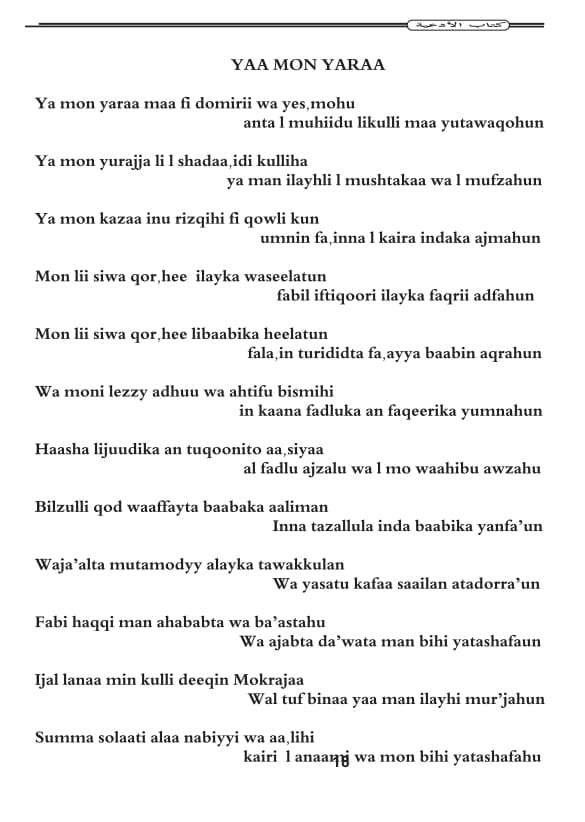 كتاب الأدعية
YAA MON YARAA
Ya mon yaraa maa fi domirii wa yes,mohu
anta l muhiidu likulli maa yutawaqohun
Ya mon yurajja li l shadaa,idi kulliha
ya man ilayhli l mushtakaa wa l mufzahun
Ya mon kazaa inu rizqihi fi qowli kun
umnin fa,inna l kaira indaka ajmahun
Mon lii siwa qor,hee ilayka waseelatun
fabil iftiqoori ilayka faqrii adfahun
Mon lii siwa qor,hee libaabika heelatun
fala,in turididta fa,ayya baabin aqrahun
Wa moni lezzy adhuu wa ahtifu bismihi
in kaana fadluka an faqeerika yumnahun
Haasha lijuudika an tuqoonito aa,siyaa
al fadlu ajzalu wa l mo waahibu awzahu
Bilzulli qod waaffayta baabaka aaliman
Inna tazallula inda baabika yanfa’un
Waja’alta mutamodyy alayka tawakkulan
Wa yasatu kafaa saailan atadorra’un
Fabi haqqi man ahababta wa ba’astahu
Wa ajabta da’wata man bihi yatashafaun
Ijal lanaa min kulli deeqin Mokrajaa
Wal tuf binaa yaa man ilayhi mur’jahun
Summa solaati alaa nabiyyi wa aa,lihi
kairi l anaami wa mon bihi yatashafahu
18